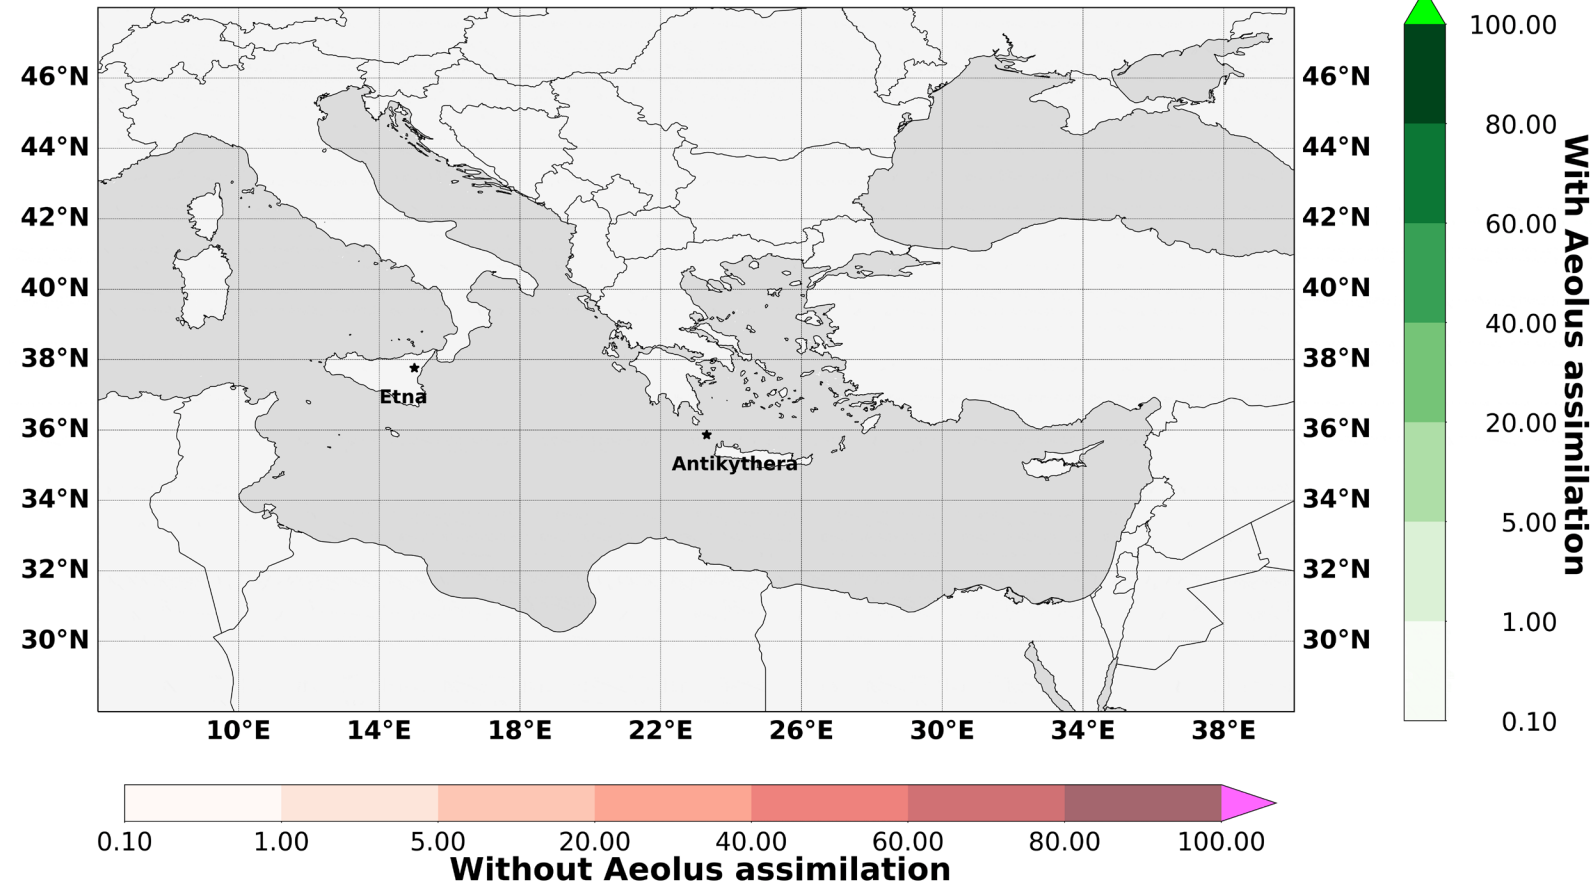 100.00
46°N
46°N
80.00
44°N
44°N
60.00
42°N
42°N
40°N
40°N
40.00
38°N
38°N
Etna
20.00
36°N
36°N
Antikythera
34°N
34°N
5.00
32°N
32°N
1.00
30°N
30°N
0.10
With Aeolus assimilation
10°E 14°E 18°E 22°E 26°E 30°E 34°E 38°E
0.10 1.00 5.00 20.00 40.00 60.00 80.00 100.00
Without Aeolus assimilation